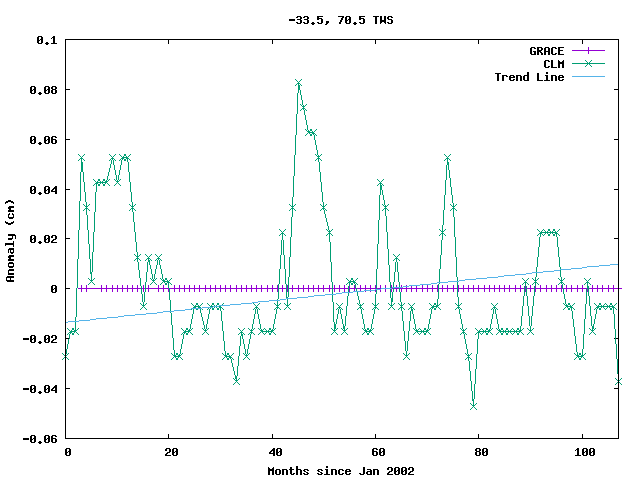 -33.5, 70.5 TWS
GRACE
CLM
Trend Line
0.1
0.08
0.06
0.04
0.02
0
-0.02
-0.04
-0.06
Anomaly (cm)
0 20 40 60 80 100
Months since Jan 2002